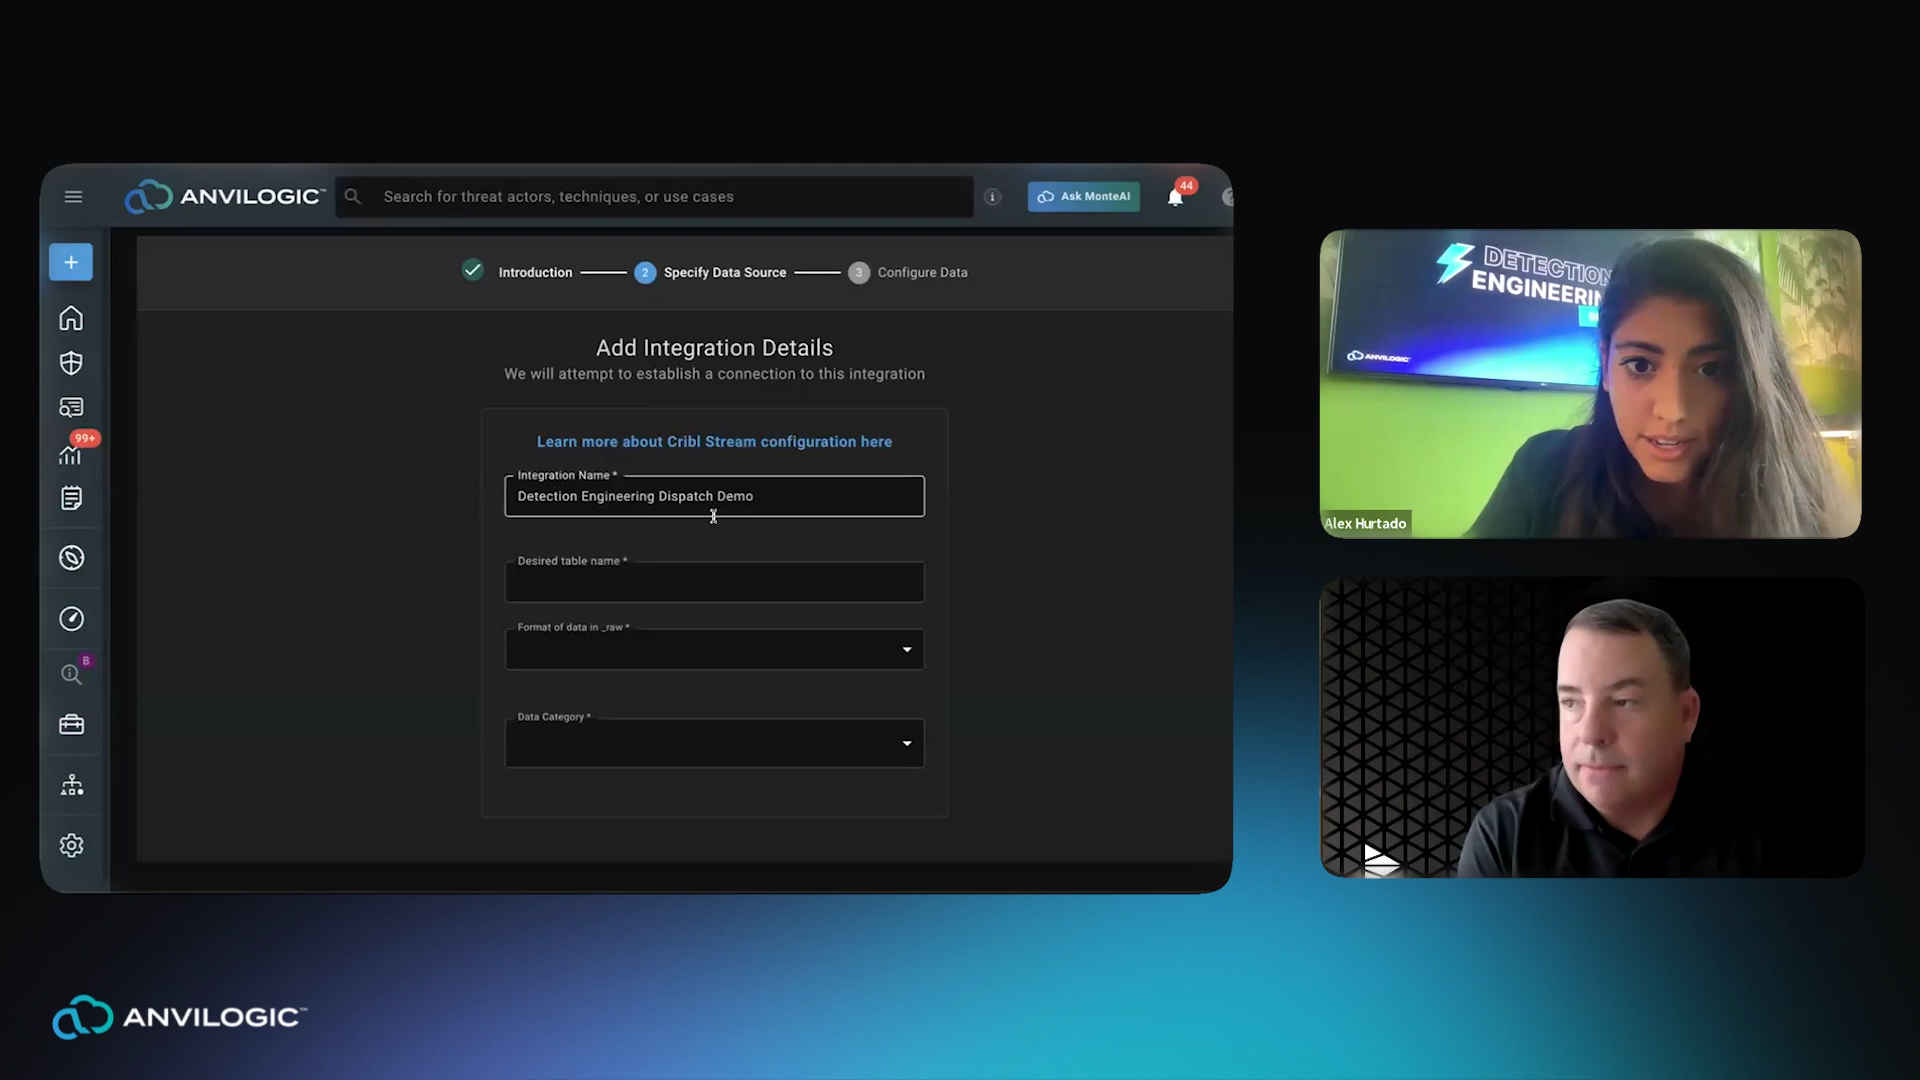 ANVILOGIC™
Search for threat actors, techniques, or use cases
Ask MonteAI
44
Introduction
2
Specify Data Source
3
Configure Data
Add Integration Details
We will attempt to establish a connection to this integration
Learn more about Cribl Stream configuration here
Integration Name *
Detection Engineering Dispatch Demo
Desired table name *
Format of data in _raw *
Data Category *
99+
B
DETECTION
ENGINEERIN
ANVILOGIC
Alex Hurtado
ANVILOGIC™